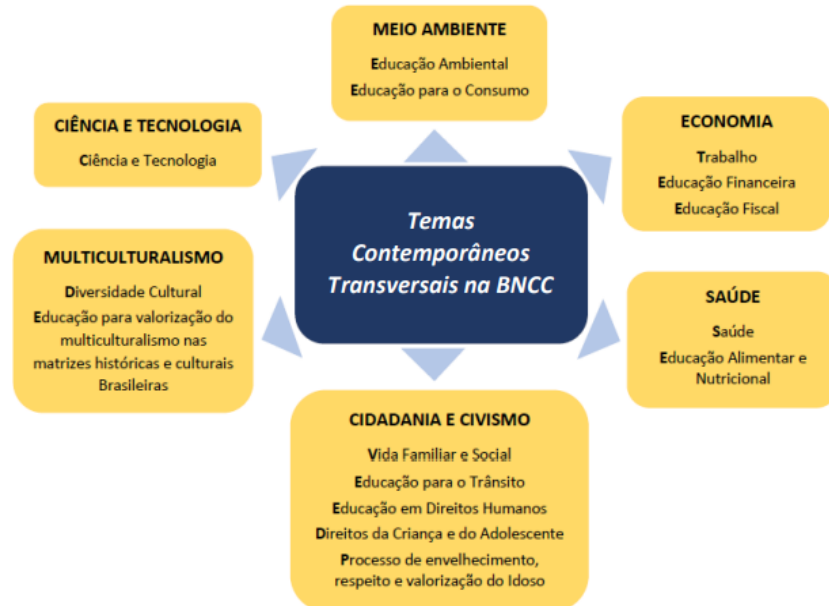 MEIO AMBIENTE
Educação Ambiental
Educação para o Consumo
CIÊNCIA E TECNOLOGIA
Ciência e Tecnologia
ECONOMIA
Trabalho
Educação Financeira
Educação Fiscal
Temas
Contemporâneos
Transversais na BNCC
MULTICULTURALISMO
Diversidade Cultural
Educação para valorização do
multiculturalismo nas
matrizes históricas e culturais
Brasileiras
SAÚDE
Saúde
Educação Alimentar e
Nutricional
CIDADANIA E CIVISMO
Vida Familiar e Social
Educação para o Trânsito
Educação em Direitos Humanos
Direitos da Criança e do Adolescente
Processo de envelhecimento,
respeito e valorização do Idoso